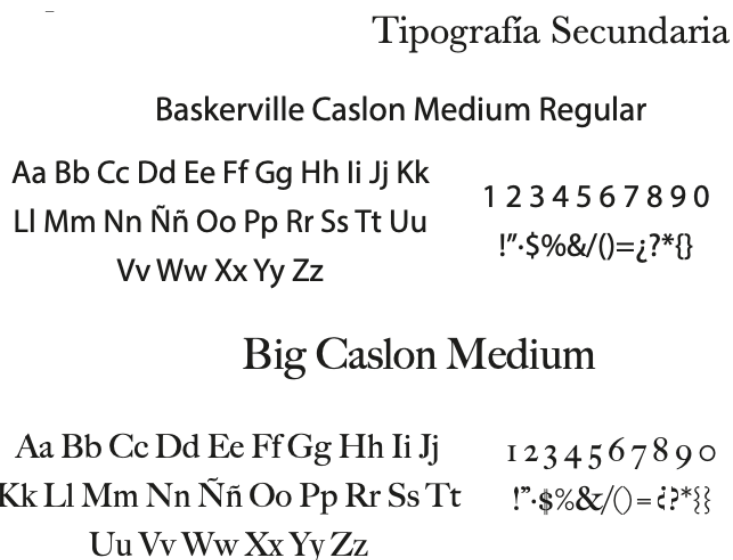 Tipografía Secundaria
Baskerville Caslon Medium Regular
Aa Bb Cc Dd Ee Ff Gg Hh Ii Jj Kk
Ll Mm Nn Ññ Oo Pp Rr Ss Tt Uu
Vv Ww Xx Yy Zz
1 2 3 4 5 6 7 8 9 0
!”·$%&/()=¿?*{}
Big Caslon Medium
Aa Bb Cc Dd Ee Ff Gg Hh Ii Jj
Kk Ll Mm Nn Ññ Oo Pp Rr Ss Tt
Uu Vv Ww Xx Yy Zz
1 2 3 4 5 6 7 8 9 0
!”·$%&/()=¿?*}}